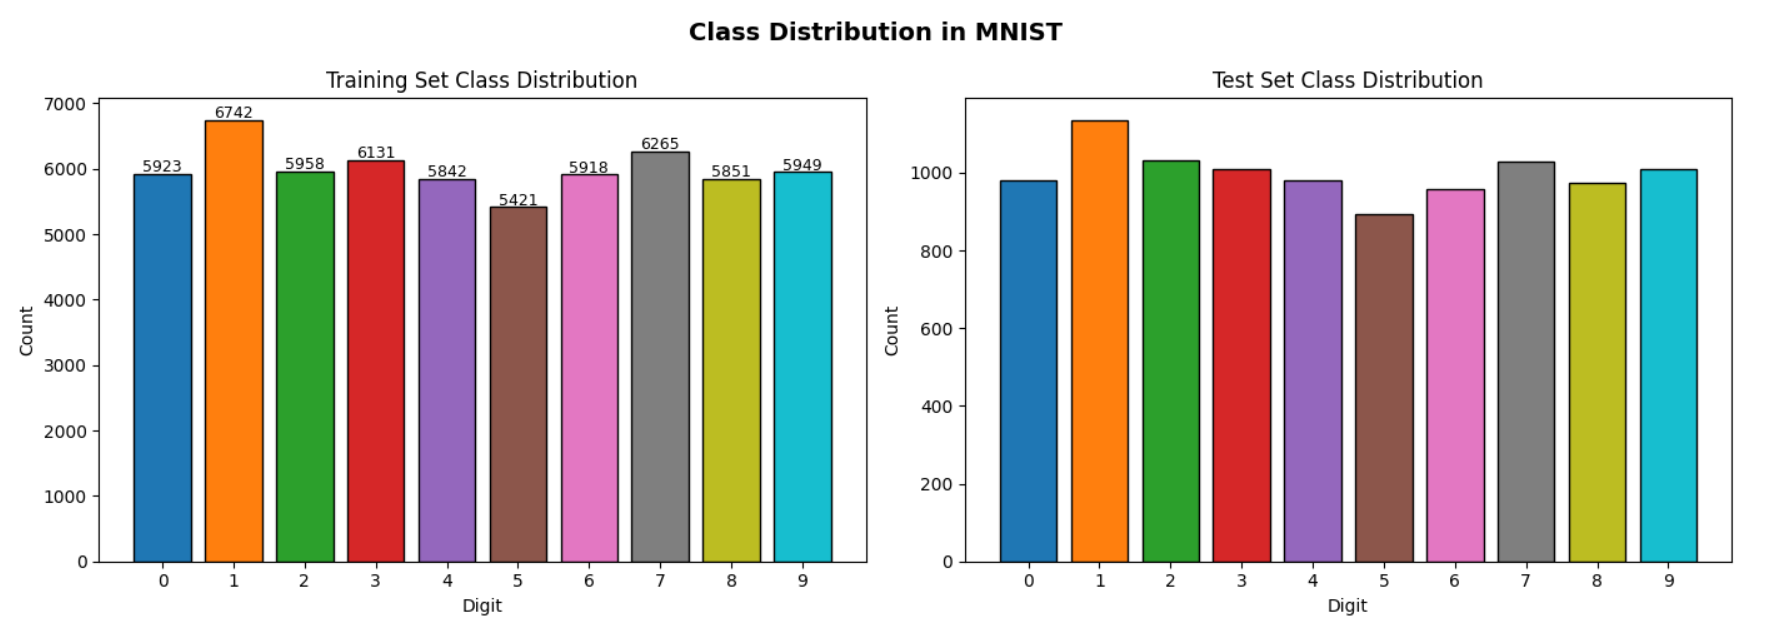 Class Distribution in MNIST
Training Set Class Distribution
7000
6000
5000
4000
3000
2000
1000
0
Count
5923
6742
5958
6131
5842
5421
5918
6265
5851
5949
0 1 2 3 4 5 6 7 8 9
Digit
Test Set Class Distribution
1000
800
600
400
200
0
Count
0 1 2 3 4 5 6 7 8 9
Digit